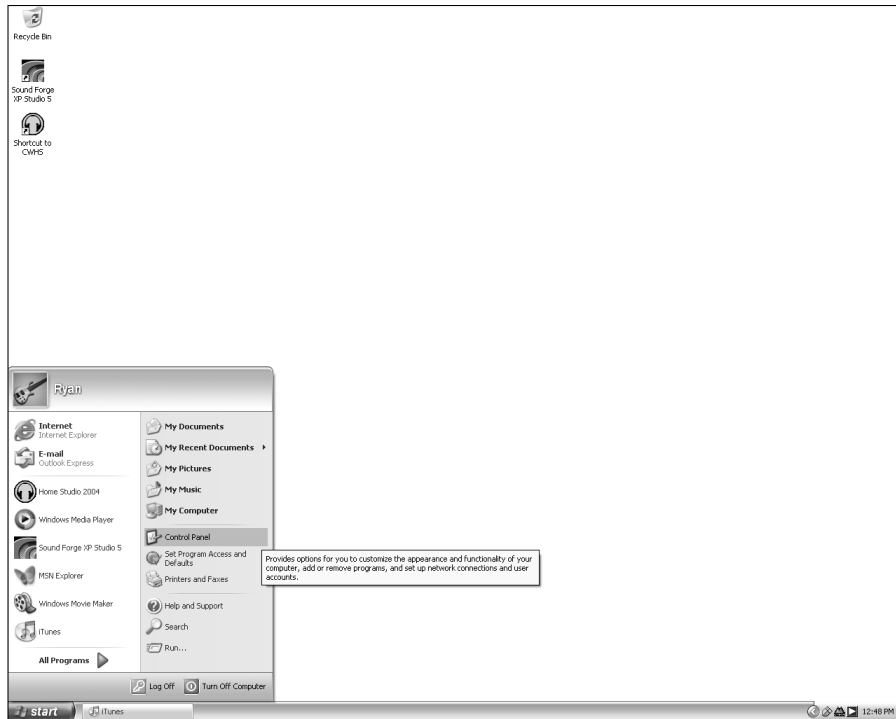 Recycle Bin
Sound Forge
XP Studio 5
Shortcut to
CWHS
Ryan
Internet
Internet Explorer
E-mail
Outlook Express
Home Studio 2004
Windows Media Player
Sound Forge XP Studio 5
MSN Explorer
Windows Movie Maker
iTunes
All Programs
My Documents
My Recent Documents
My Pictures
My Music
My Computer
Control Panel
Set Program Access and
Defaults
Printers and Faxes
Help and Support
Search
Run...
Provides options for you to customize the appearance and functionality of your
computer, add or remove programs, and set up network connections and user
accounts.
Log Off
Turn Off Computer
start
iTunes
12:48 PM